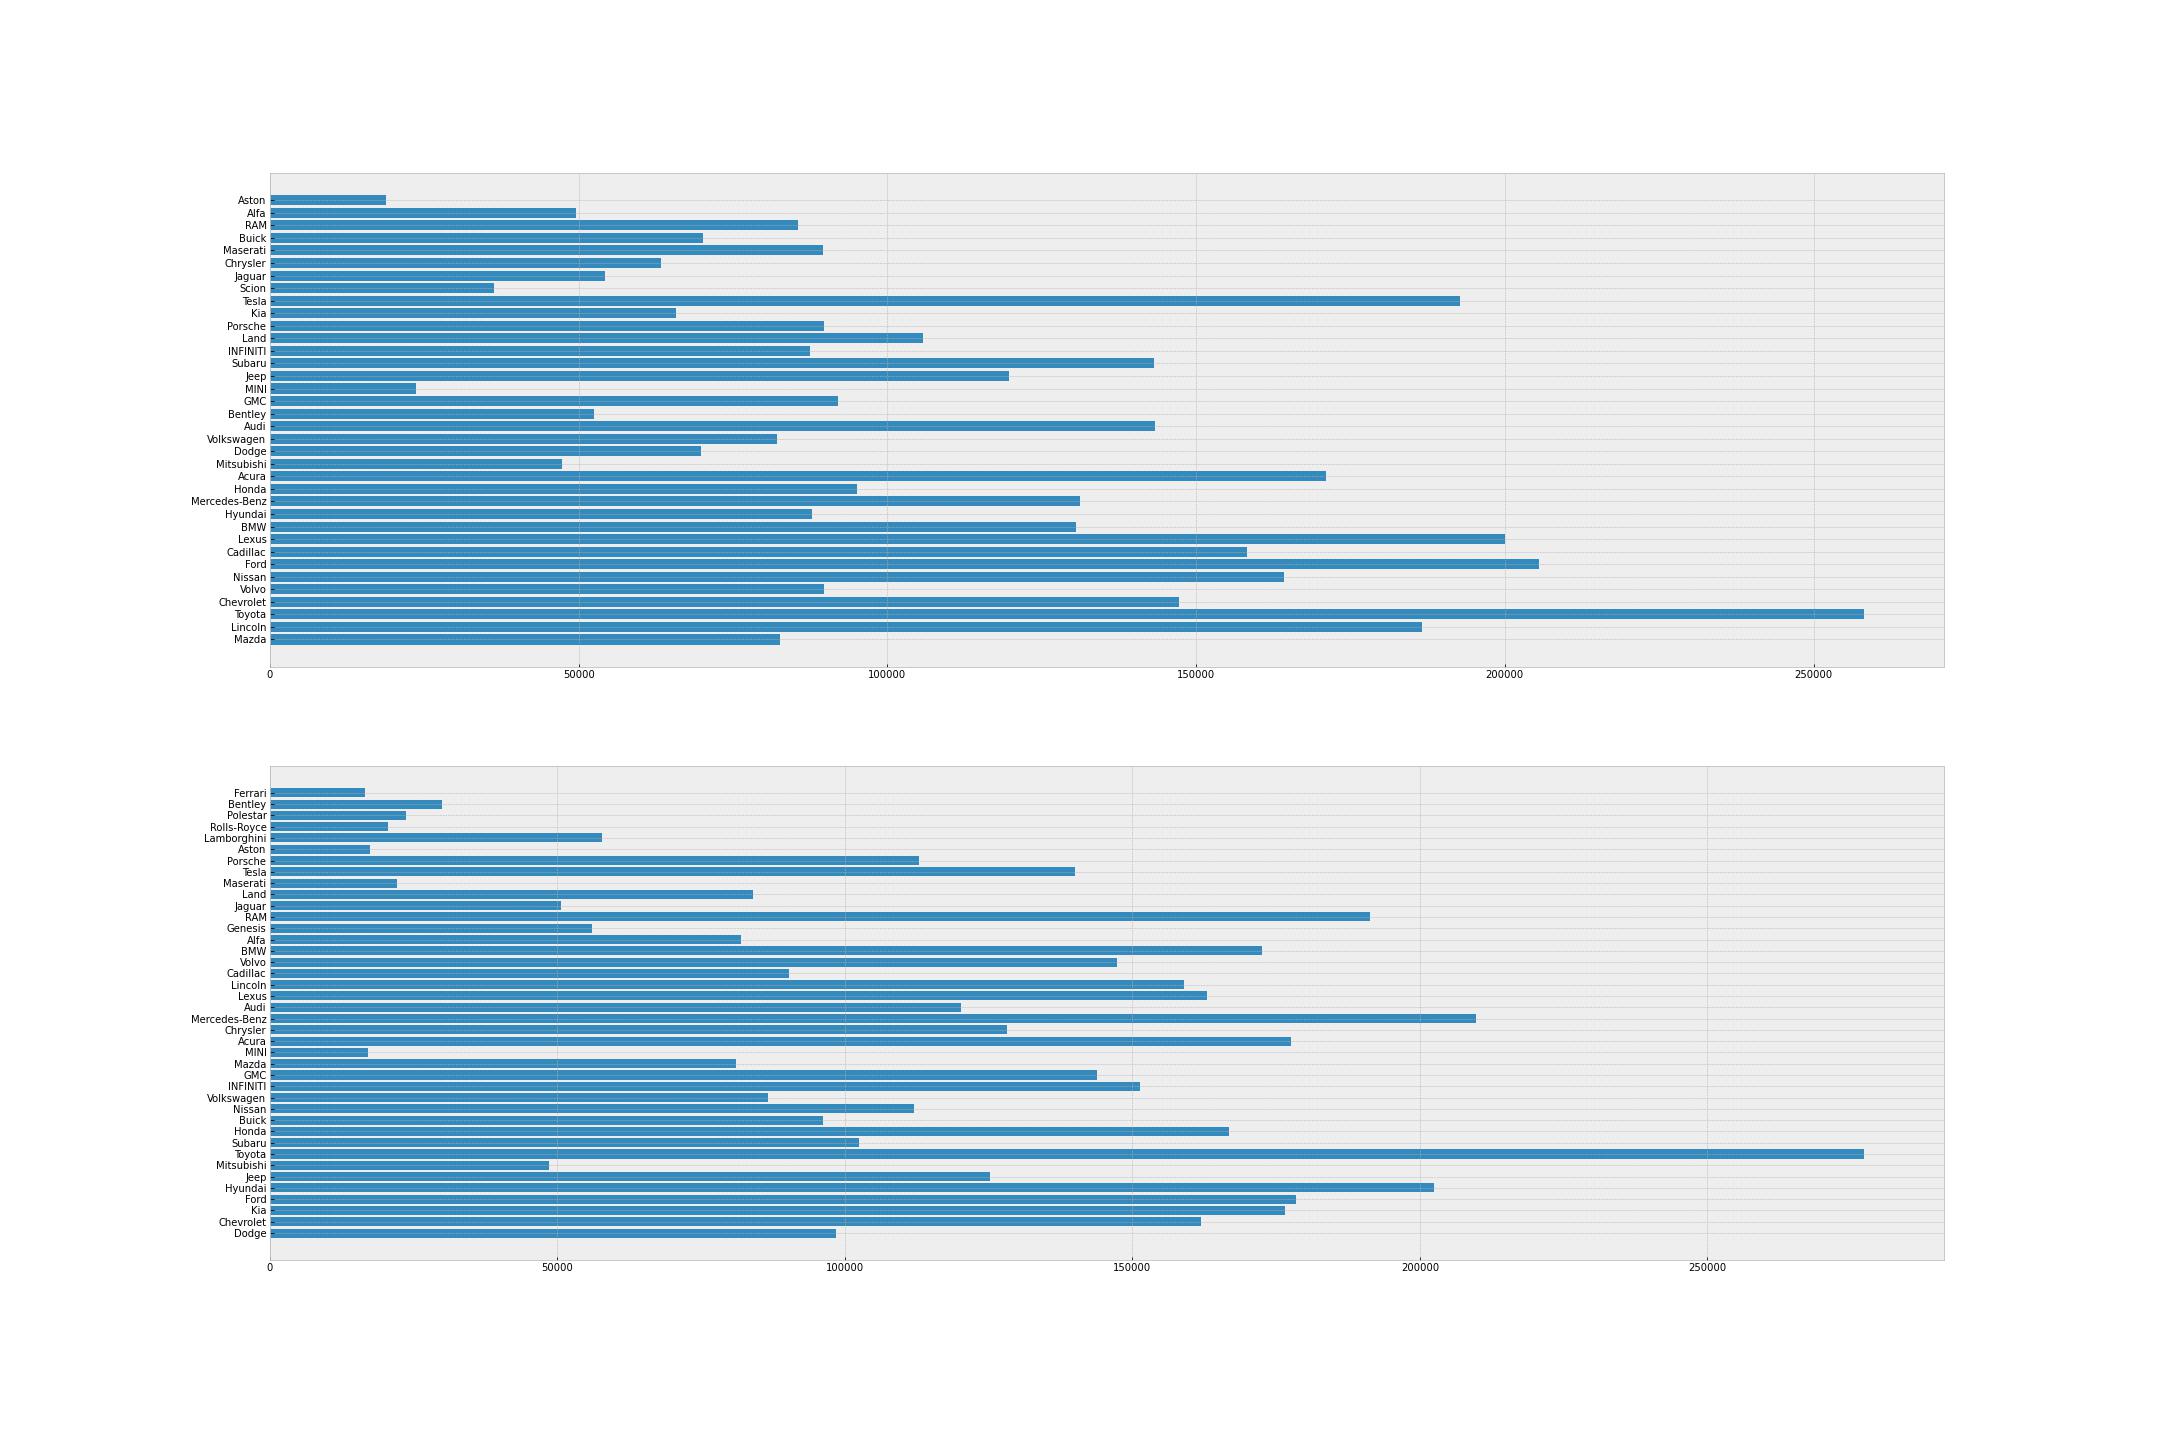 Aston
Alfa
RAM
Buick
Maserati
Chrysler
Jaguar
Scion
Tesla
Kia
Porsche
Land
INFINITI
Subaru
Jeep
MINI
GMC
Bentley
Audi
Volkswagen
Dodge
Mitsubishi
Acura
Honda
Mercedes-Benz
Hyundai
BMW
Lexus
Cadillac
Ford
Nissan
Volvo
Chevrolet
Toyota
Lincoln
Mazda
0 50000 100000 150000 200000 250000
Ferrari
Bentley
Polestar
Rolls-Royce
Lamborghini
Aston
Porsche
Tesla
Maserati
Land
Jaguar
RAM
Genesis
Alfa
BMW
Volvo
Cadillac
Lincoln
Lexus
Audi
Mercedes-Benz
Chrysler
Acura
MINI
Mazda
GMC
INFINITI
Volkswagen
Nissan
Buick
Honda
Subaru
Toyota
Mitsubishi
Jeep
Hyundai
Ford
Kia
Chevrolet
Dodge
0 50000 100000 150000 200000 250000